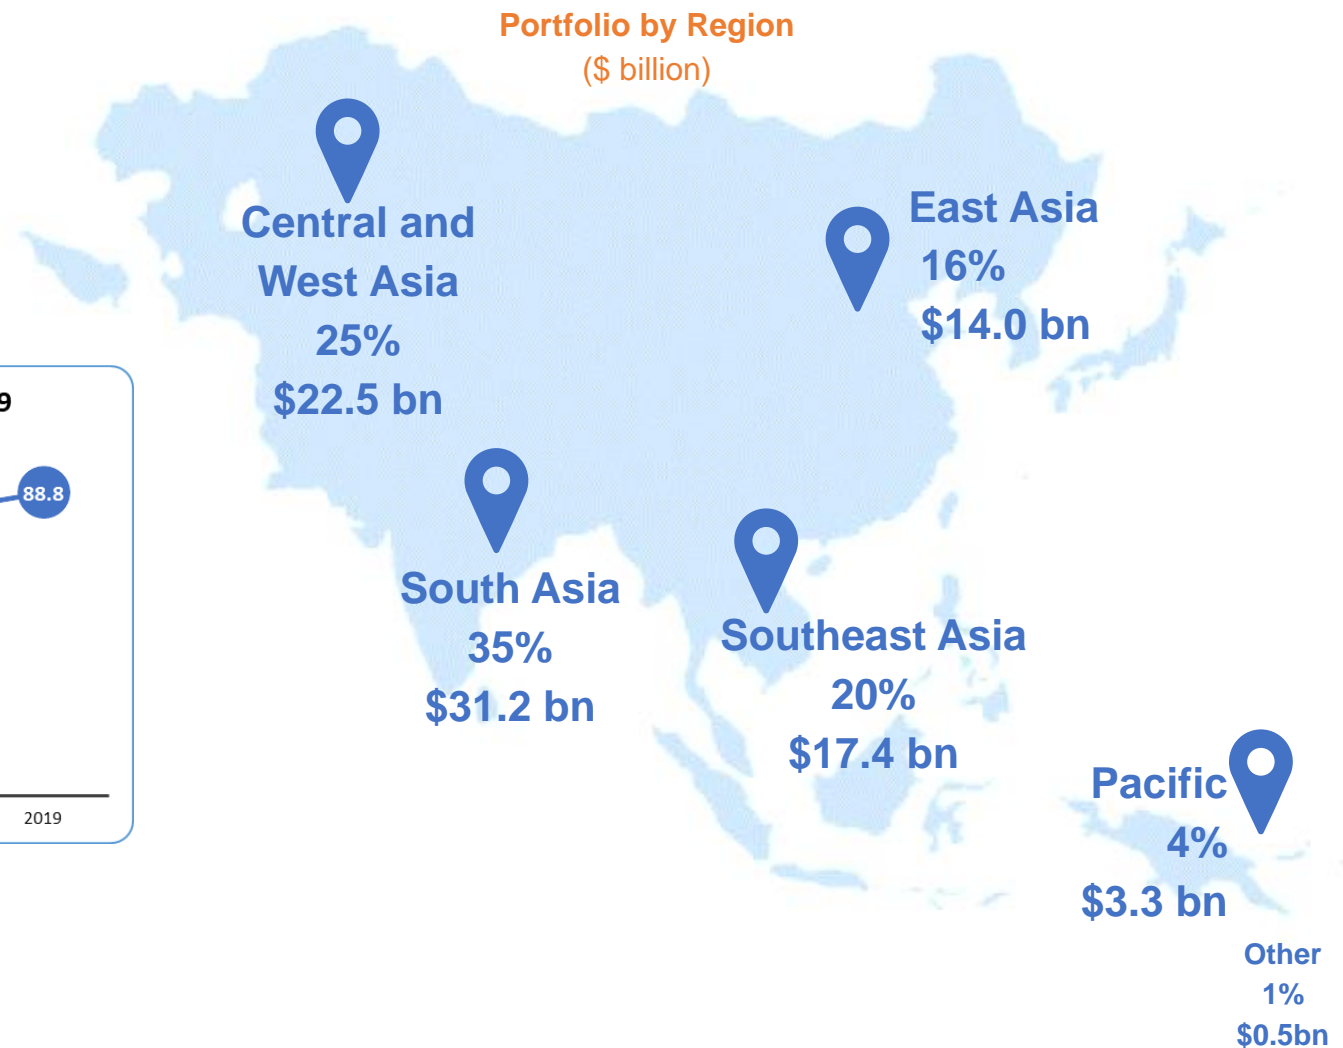 Portfolio by Region
($ billion)
Central and
West Asia
25%
$22.5 bn
East Asia
16%
$14.0 bn
9
88.8
2019
South Asia
35%
$31.2 bn
Southeast Asia
20%
$17.4 bn
Pacific
4%
$3.3 bn
Other
1%
$0.5bn